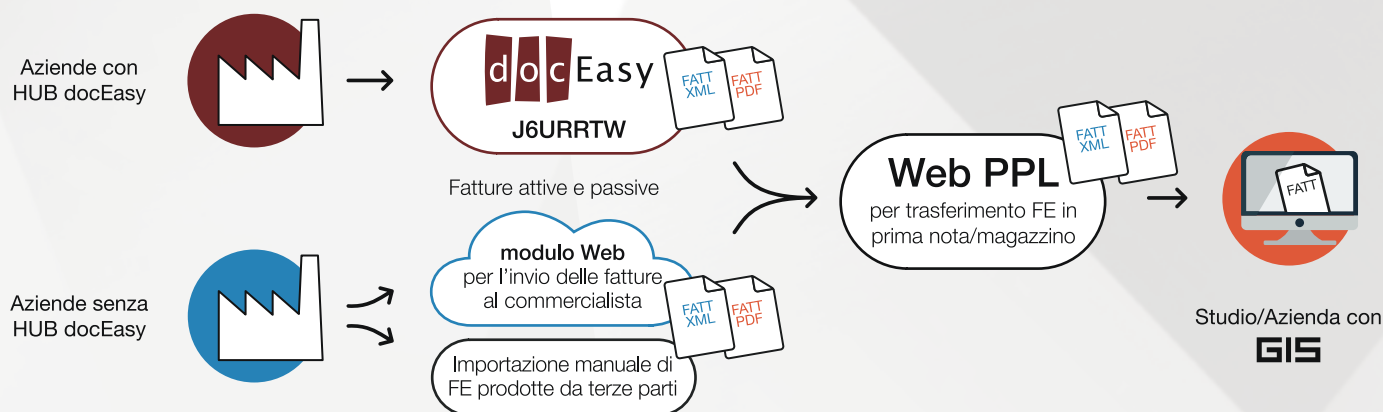 Aziende con
HUB docEasy
docEasy
J6URRTW
FATT
XML
FATT
PDF
Fatture attive e passive
Aziende senza
HUB docEasy
modulo Web
per l'invio delle fatture
al commercialista
FATT
XML
FATT
PDF
Importazione manuale di
FE prodotte da terze parti
Web PPL
per trasferimento FE in
prima nota/magazzino
FATT
XML
FATT
PDF
FATT
Studio/Azienda con
GIS